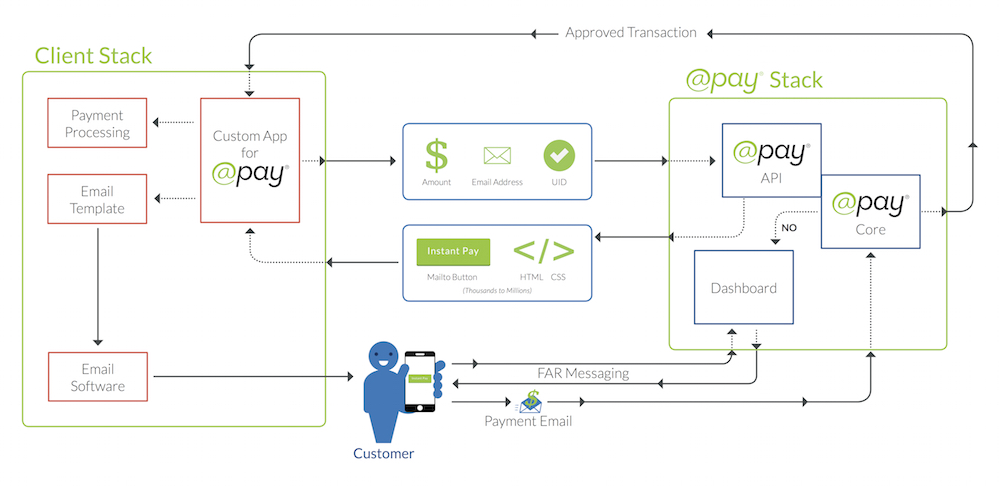 Approved Transaction
Client Stack
@pay® Stack
Payment
Processing
Custom App
for
@pay®
Email
Template
Email
Software
$
Amount
Email Address
UID
Instant Pay
</>
Mailto Button
HTML
CSS
(Thousands to Millions)
@pay®
API
@pay®
Core
NO
Dashboard
FAR Messaging
Instant Pay
$
Payment Email
Customer